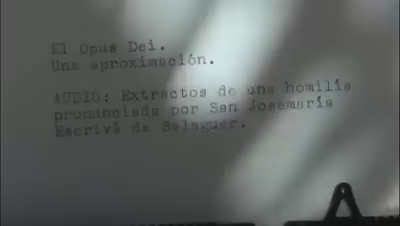 El Opus Dei.
Una aproximación.
AUDIO: Extractos de una homilía
pronunciada por San Josemaría
Escrivá de Balaguer.